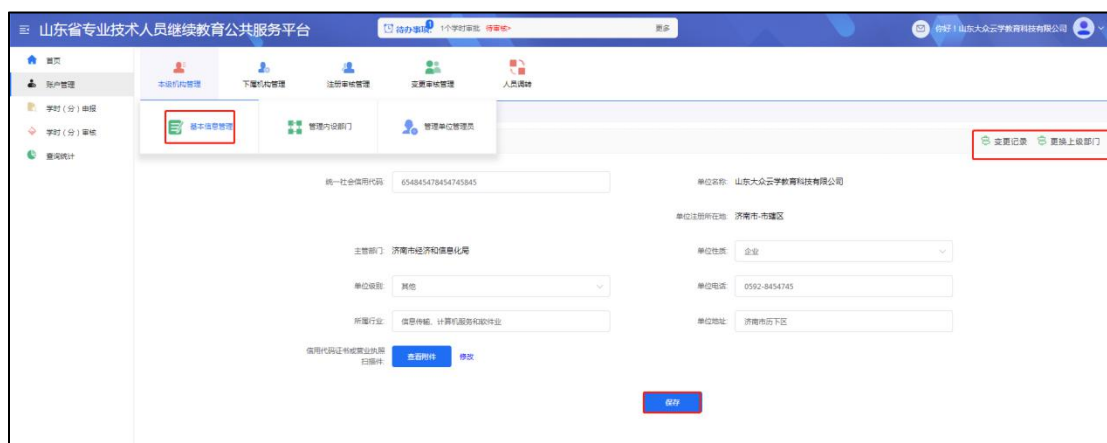 山东省专业技术人员继续教育公共服务平台 待办事项 1 1个学时审批 待审核> 更多 你好！山东大众云学教育科技有限公司
首页
账户管理
学时（分）申报
学时（分）审核
查询统计
本级机构管理 下属机构管理 注册审核管理 变更审核管理 人员调转
基本信息管理 管理内设部门 管理单位管理员
变更记录 更换上级部门
统一社会信用代码: 654845478454745845 单位名称: 山东大众云学教育科技有限公司
单位注册所在地: 济南市-市辖区
主管部门: 济南市经济和信息化局 单位性质: 企业
单位级别: 其他 单位电话: 0592-8454745
所属行业: 信息传输、计算机服务和软件业 单位地址: 济南市历下区
信用代码证书或营业执照
扫描件: 查看附件 修改
保存